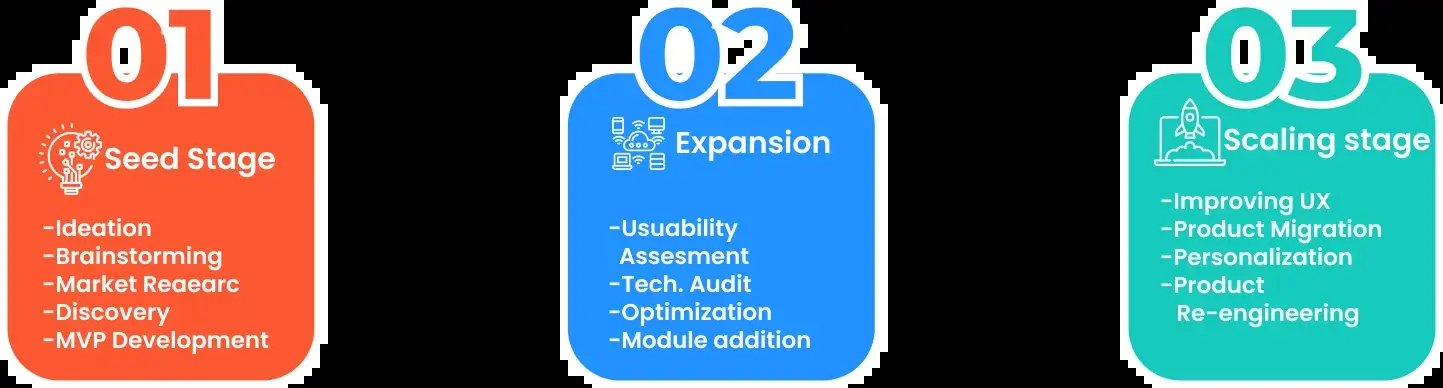 01
Seed Stage
-Ideation
-Brainstorming
-Market Reaearc
-Discovery
-MVP Development
02
Expansion
-Usuability
Assesment
-Tech. Audit
-Optimization
-Module addition
03
Scaling stage
-Improving UX
-Product Migration
-Personalization
-Product
Re-engineering